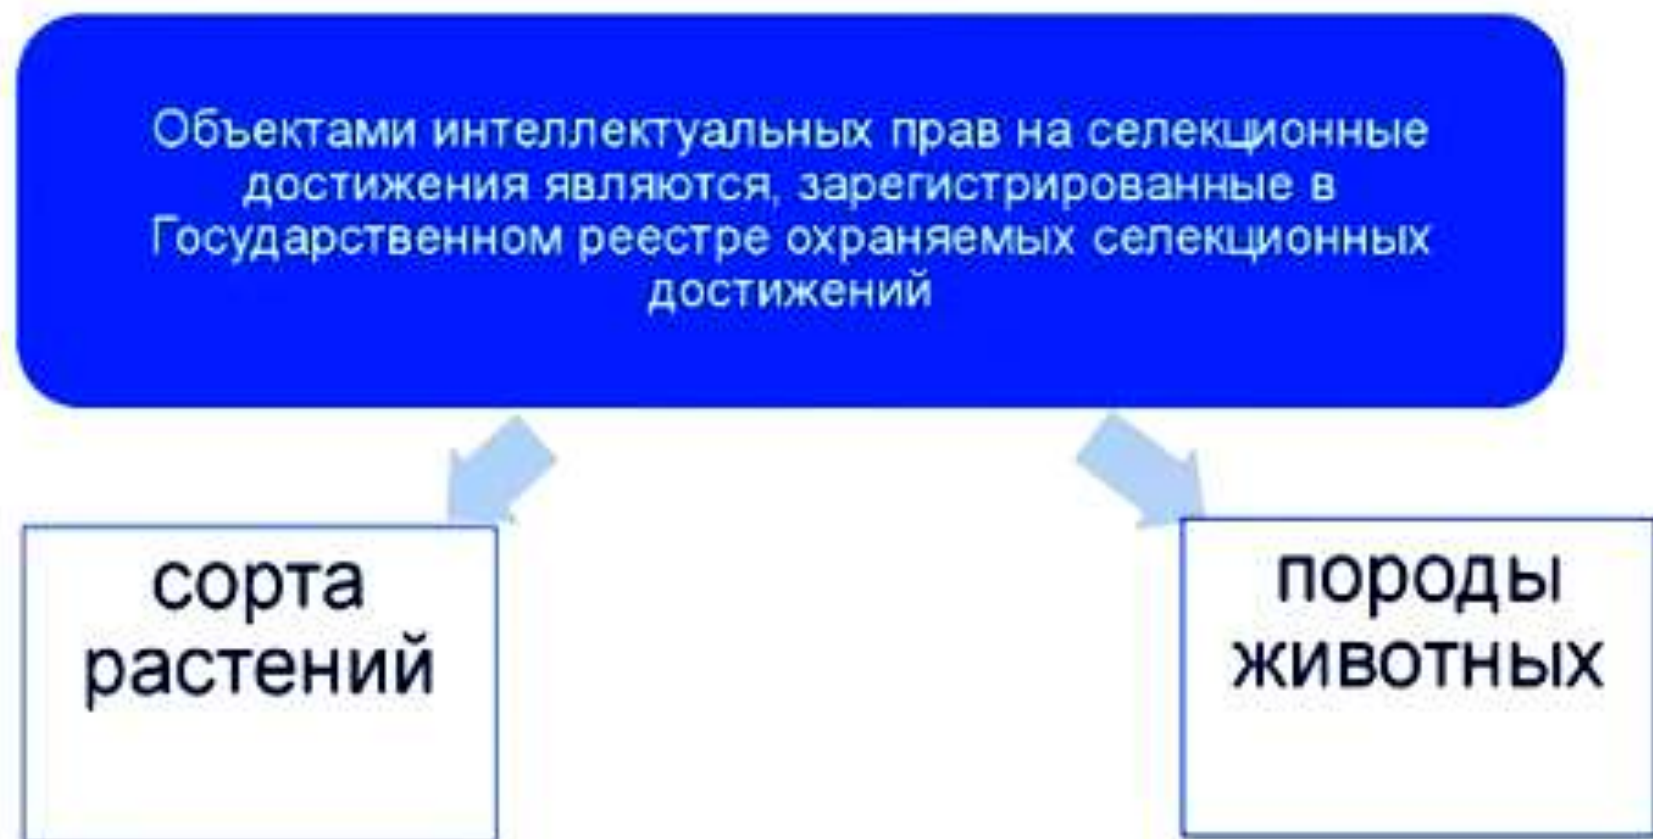 Объектами интеллектуальных прав на селекционные
достижения являются, зарегистрированные в
Государственном реестре охраняемых селекционных
достижений
сорта
растений
породы
животных